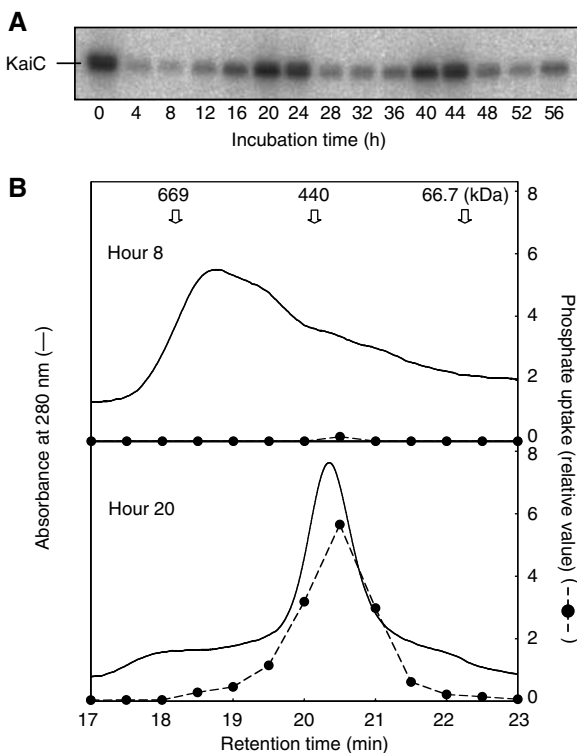 A
KaiC
0 4 8 12 16 20 24 28 32 36 40 44 48 52 56
Incubation time (h)
B
669 440 66.7 (kDa)
Hour 8
8
6
4
2
0
Hour 20
8
6
4
2
0
17 18 19 20 21 22 23
Retention time (min)
Absorbance at 280 nm (—)
Phosphate uptake (relative value) (--●--)